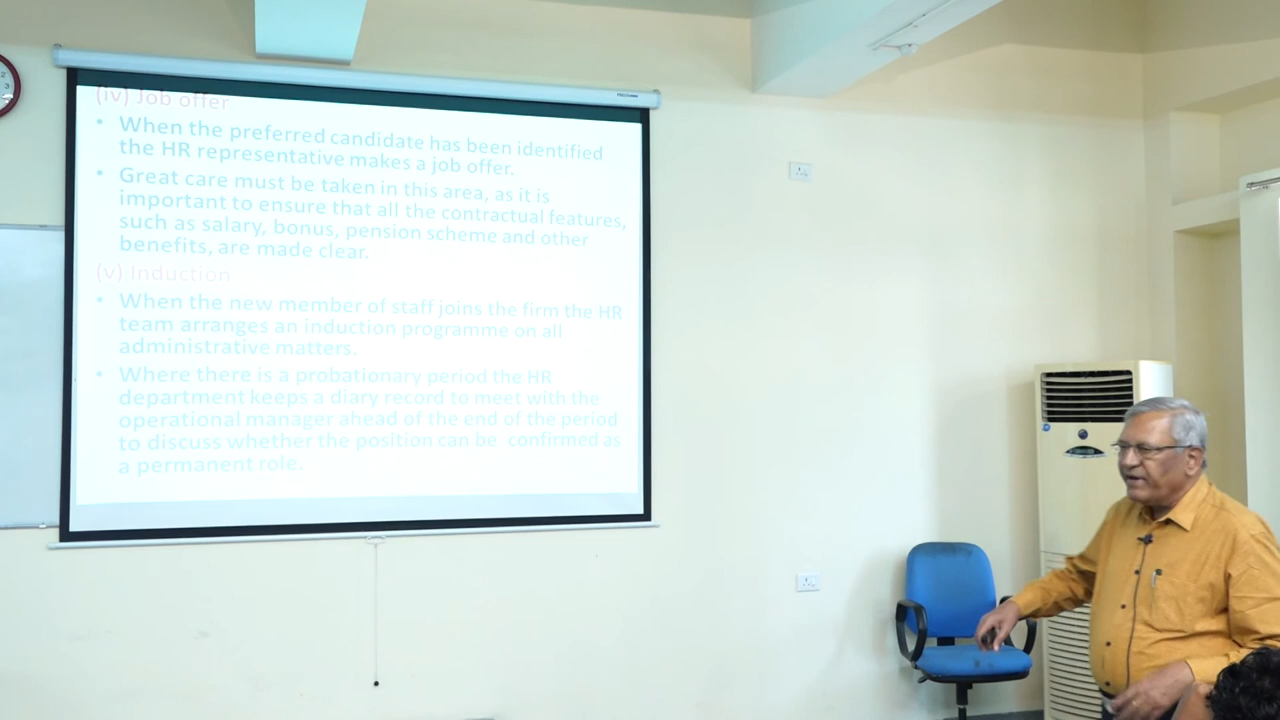 (iv) Job offer
• When the preferred candidate has been identified
the HR representative makes a job offer.
• Great care must be taken in this area, as it is
important to ensure that all the contractual features,
such as salary, bonus, pension scheme and other
benefits, are made clear.
(v) Induction
• When the new member of staff joins the firm the HR
team arranges an induction programme on all
administrative matters.
• Where there is a probationary period the HR
department keeps a diary record to meet with the
operational manager ahead of the end of the period
to discuss whether the position can be confirmed as
a permanent role.
2
3